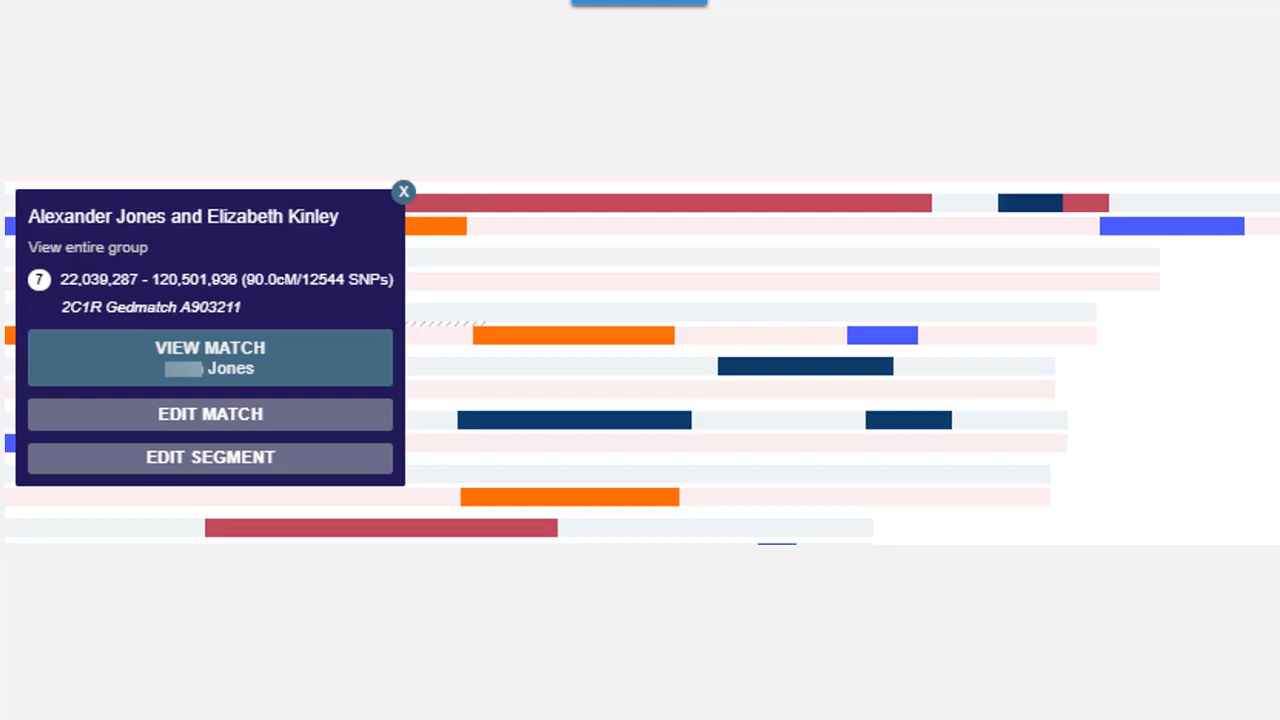 X
Alexander Jones and Elizabeth Kinley
View entire group
7 22,039,287 - 120,501,936 (90.0cM/12544 SNPs)
2C1R Gedmatch A903211
VIEW MATCH
Jones
EDIT MATCH
EDIT SEGMENT